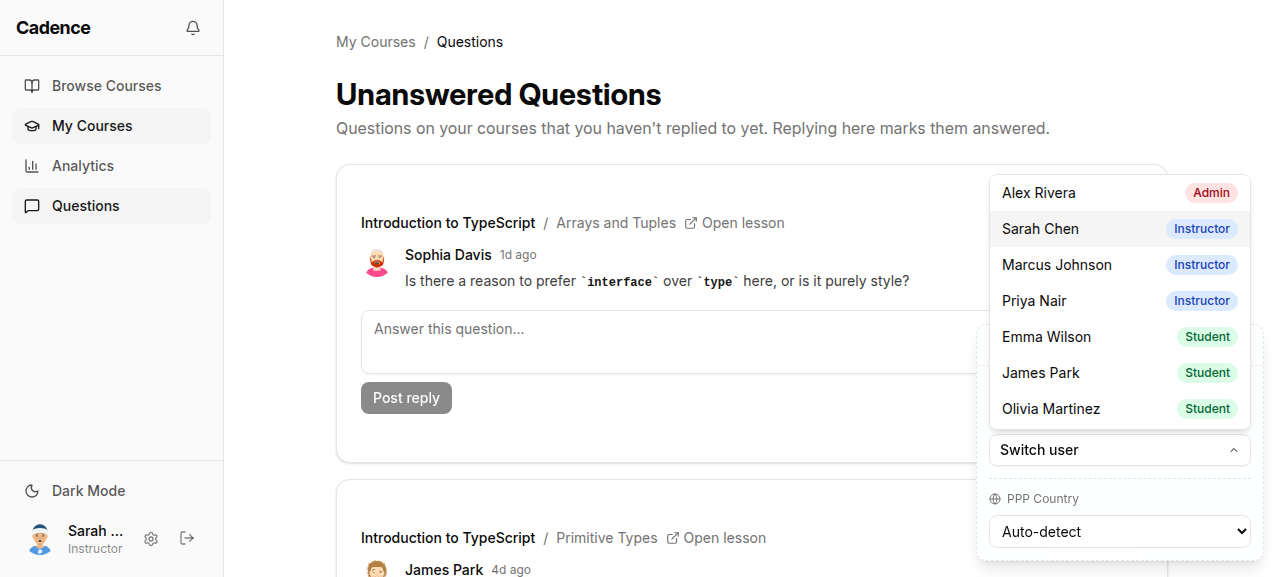 Cadence
Browse Courses
My Courses
Analytics
Questions
Dark Mode
Sarah ...
Instructor
My Courses / Questions
Unanswered Questions
Questions on your courses that you haven't replied to yet. Replying here marks them answered.
Introduction to TypeScript / Arrays and Tuples Open lesson
Sophia Davis 1d ago
Is there a reason to prefer `interface` over `type` here, or is it purely style?
Answer this question...
Post reply
Introduction to TypeScript / Primitive Types Open lesson
James Park 4d ago
Alex Rivera Admin
Sarah Chen Instructor
Marcus Johnson Instructor
Priya Nair Instructor
Emma Wilson Student
James Park Student
Olivia Martinez Student
Switch user
PPP Country
Auto-detect